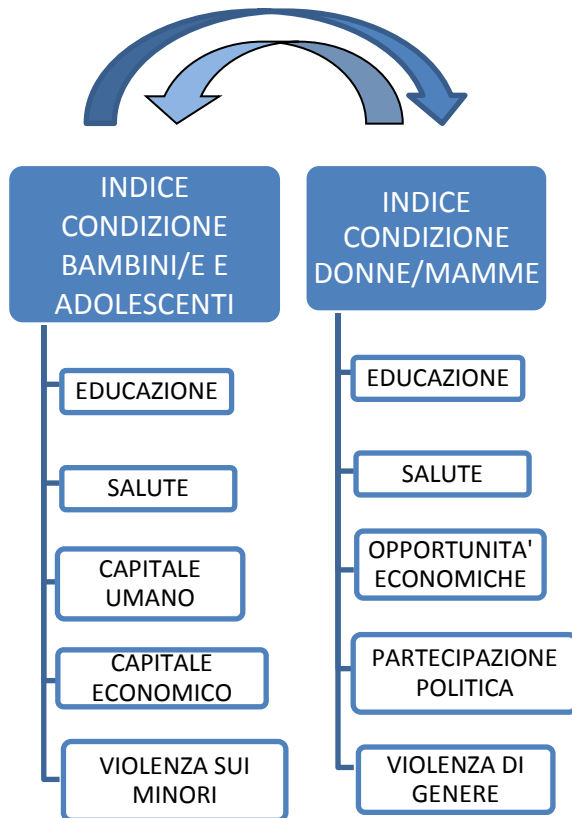 INDICE
CONDIZIONE
BAMBINI/E E
ADOLESCENTI
EDUCAZIONE
SALUTE
CAPITALE
UMANO
CAPITALE
ECONOMICO
VIOLENZA SUI
MINORI
INDICE
CONDIZIONE
DONNE/MAMME
EDUCAZIONE
SALUTE
OPPORTUNITA'
ECONOMICHE
PARTECIPAZIONE
POLITICA
VIOLENZA DI
GENERE